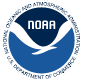 NATIONAL OCEANIC AND ATMOSPHERIC ADMINISTRATION
NOAA
U.S. DEPARTMENT OF COMMERCE